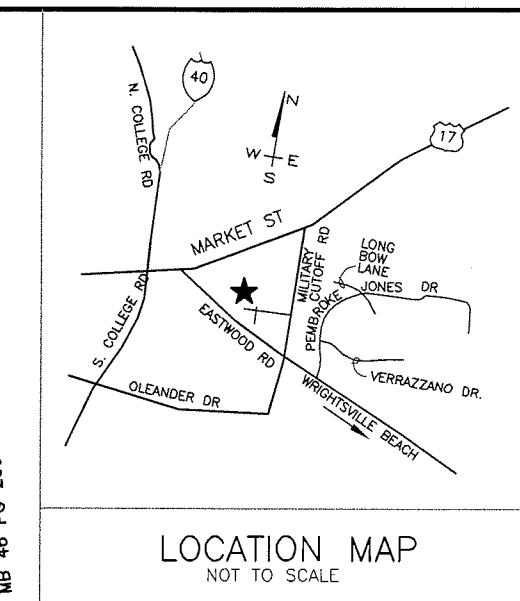 40
N. COLLEGE RD
N
W E
S
17
MARKET ST
MILITARY
CUTOFF RD
LONG
BOW
LANE
PEMBROKE JONES DR
S. COLLEGE RD
EASTWOOD RD
VERRAZZANO DR.
OLEANDER DR
WRIGHTSVILLE BEACH
LOCATION MAP
NOT TO SCALE
MB 46 PG